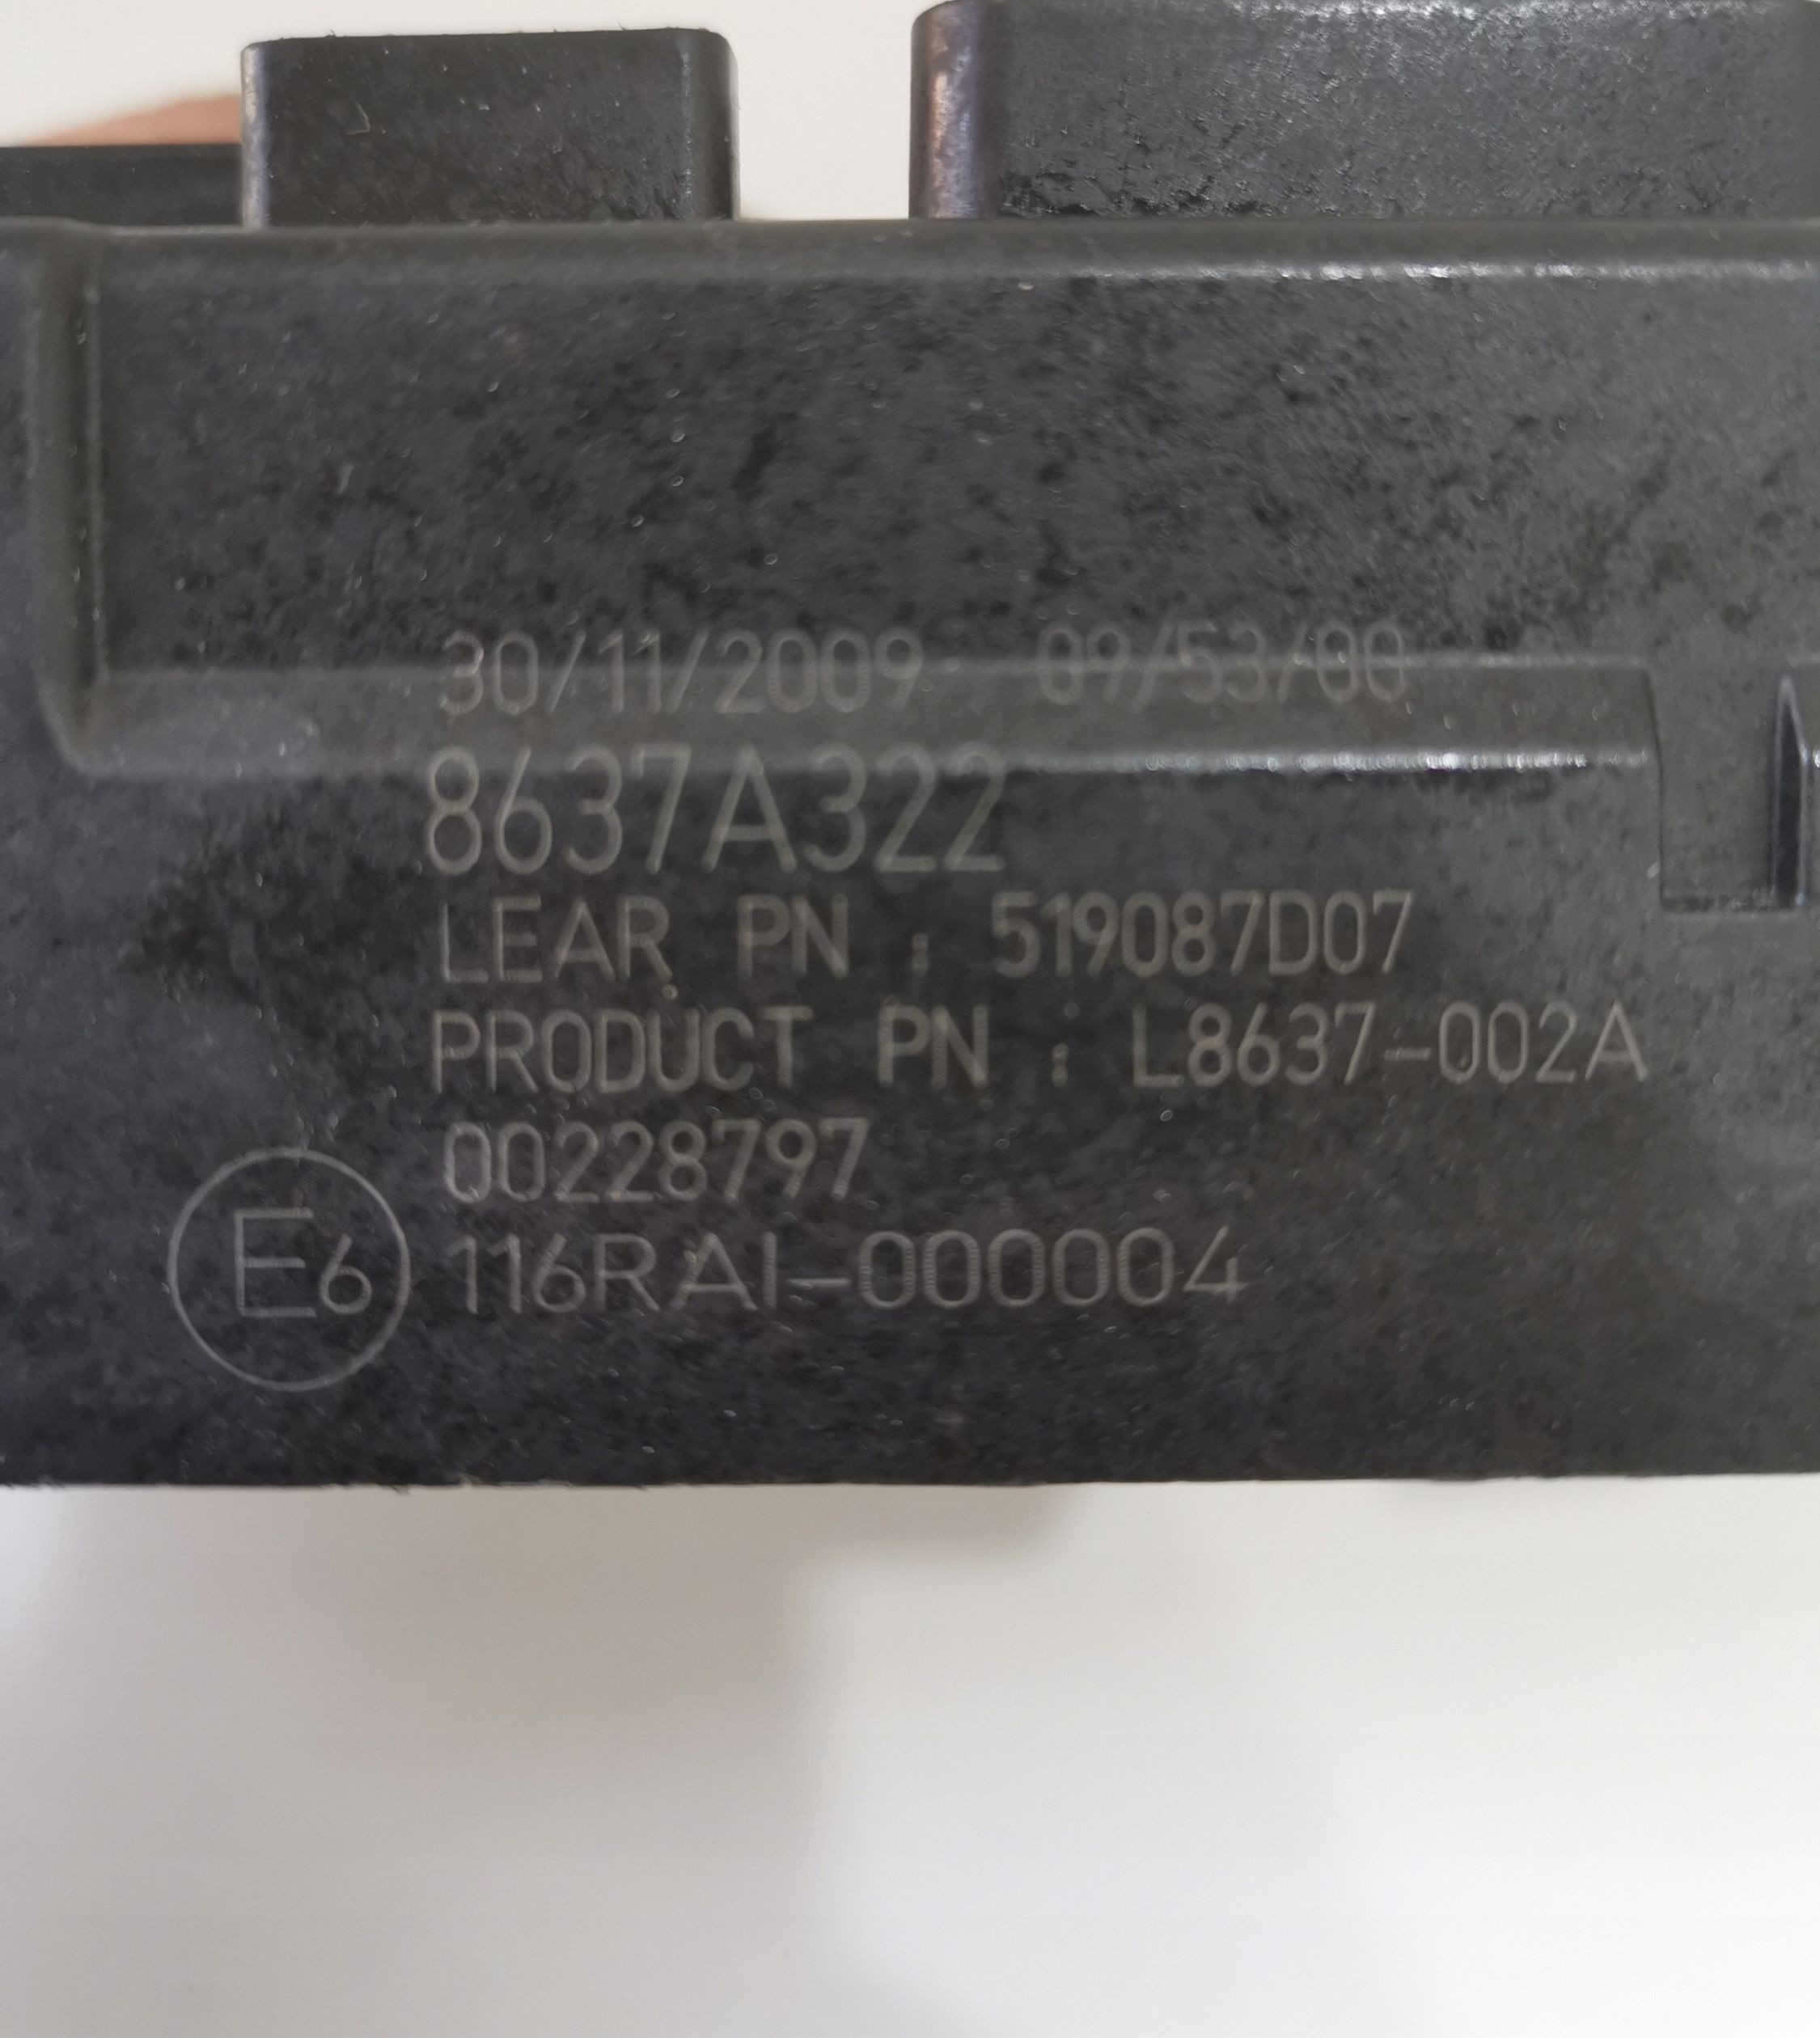 30/11/2009 09/53/00
8637A322
LEAR PN : 519087D07
PRODUCT PN : L8637-002A
00228797
E6 116RAI-000004